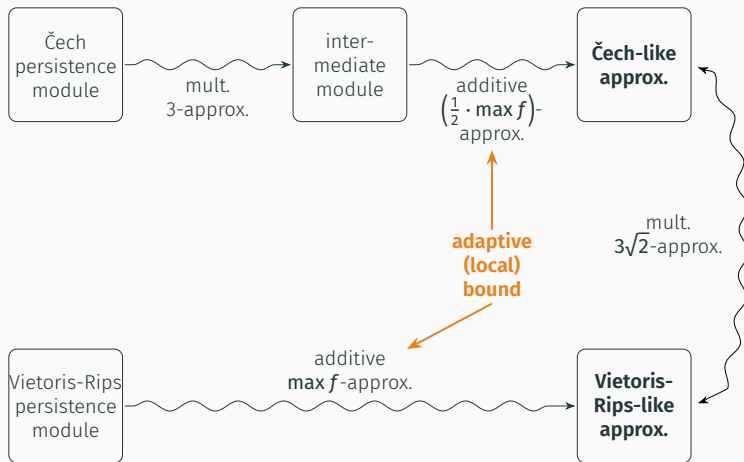 Čech
persistence
module
mult.
3-approx.
inter-
mediate
module
additive
(½ · max f)-
approx.
Čech-like
approx.
mult.
3√2-approx.
adaptive
(local)
bound
Vietoris-Rips
persistence
module
additive
max f-approx.
Vietoris-
Rips-like
approx.